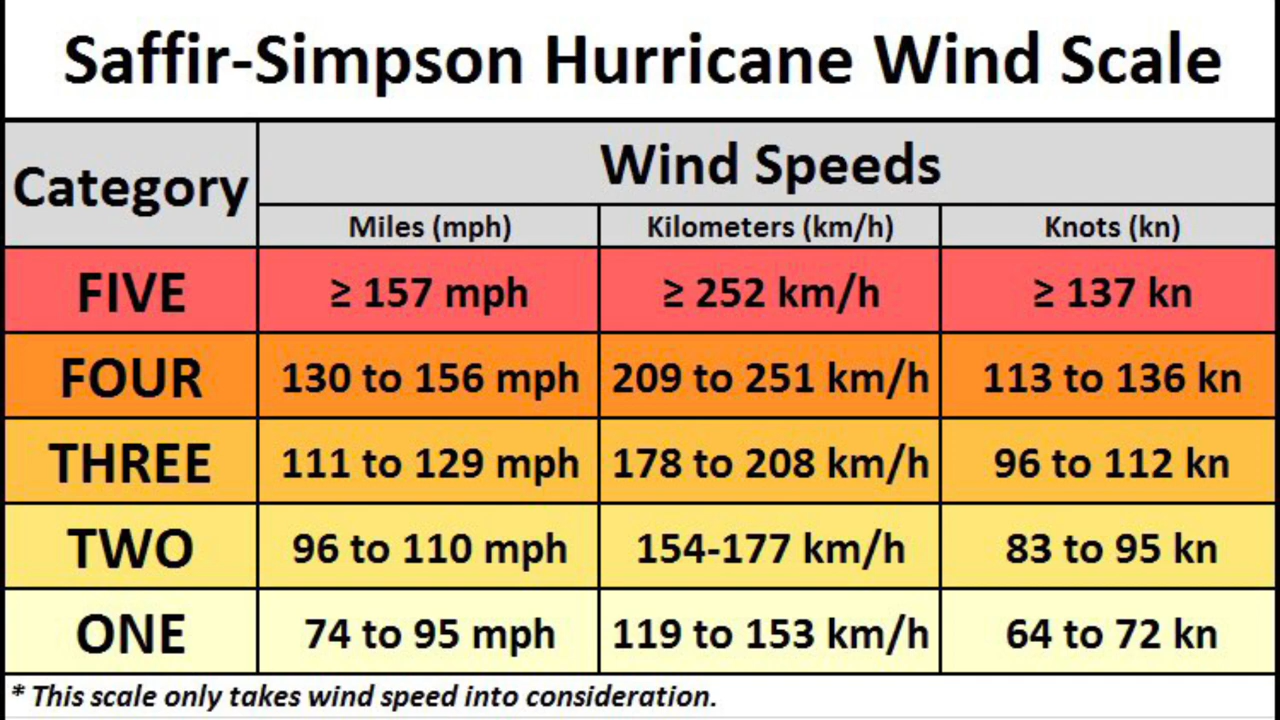 Saffir-Simpson Hurricane Wind Scale
Category
Wind Speeds
Miles (mph) Kilometers (km/h) Knots (kn)
FIVE ≥ 157 mph ≥ 252 km/h ≥ 137 kn
FOUR 130 to 156 mph 209 to 251 km/h 113 to 136 kn
THREE 111 to 129 mph 178 to 208 km/h 96 to 112 kn
TWO 96 to 110 mph 154-177 km/h 83 to 95 kn
ONE 74 to 95 mph 119 to 153 km/h 64 to 72 kn
* This scale only takes wind speed into consideration.